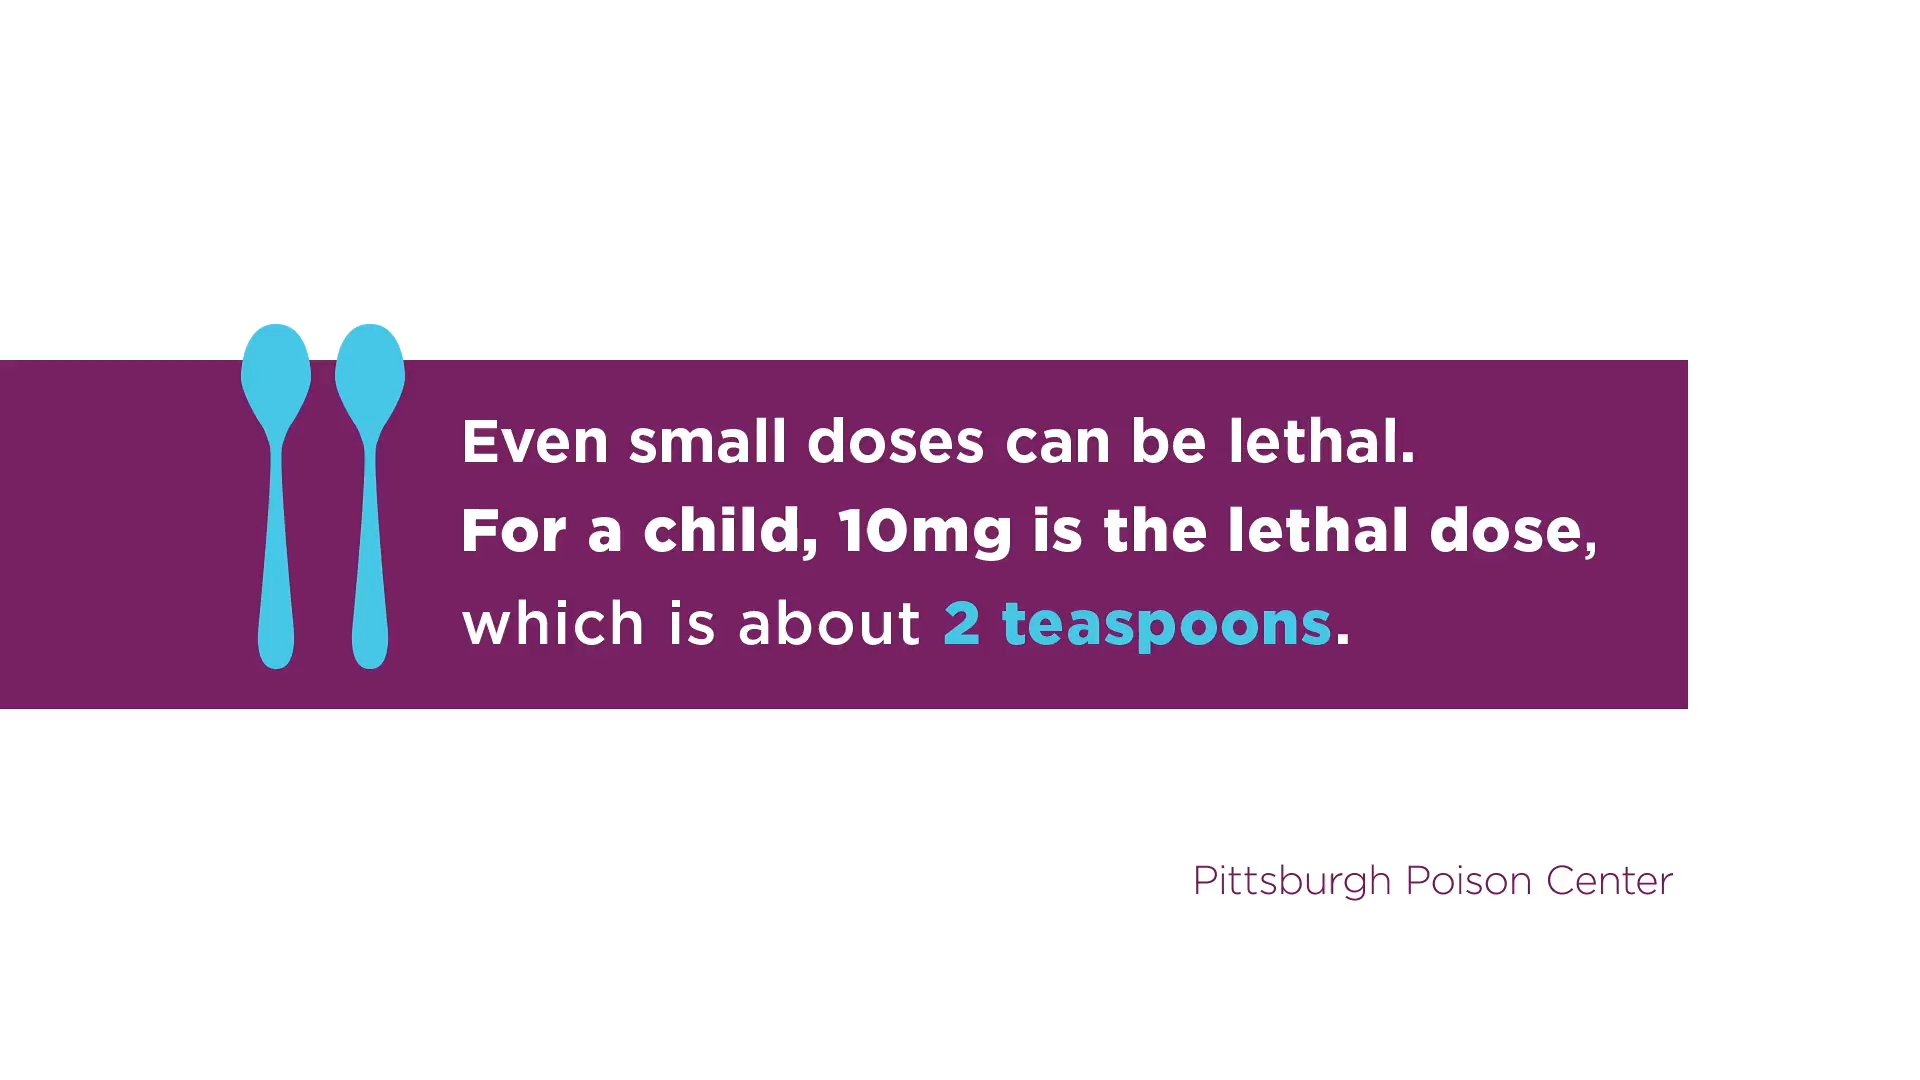 Even small doses can be lethal.
For a child, 10mg is the lethal dose,
which is about 2 teaspoons.
Pittsburgh Poison Center